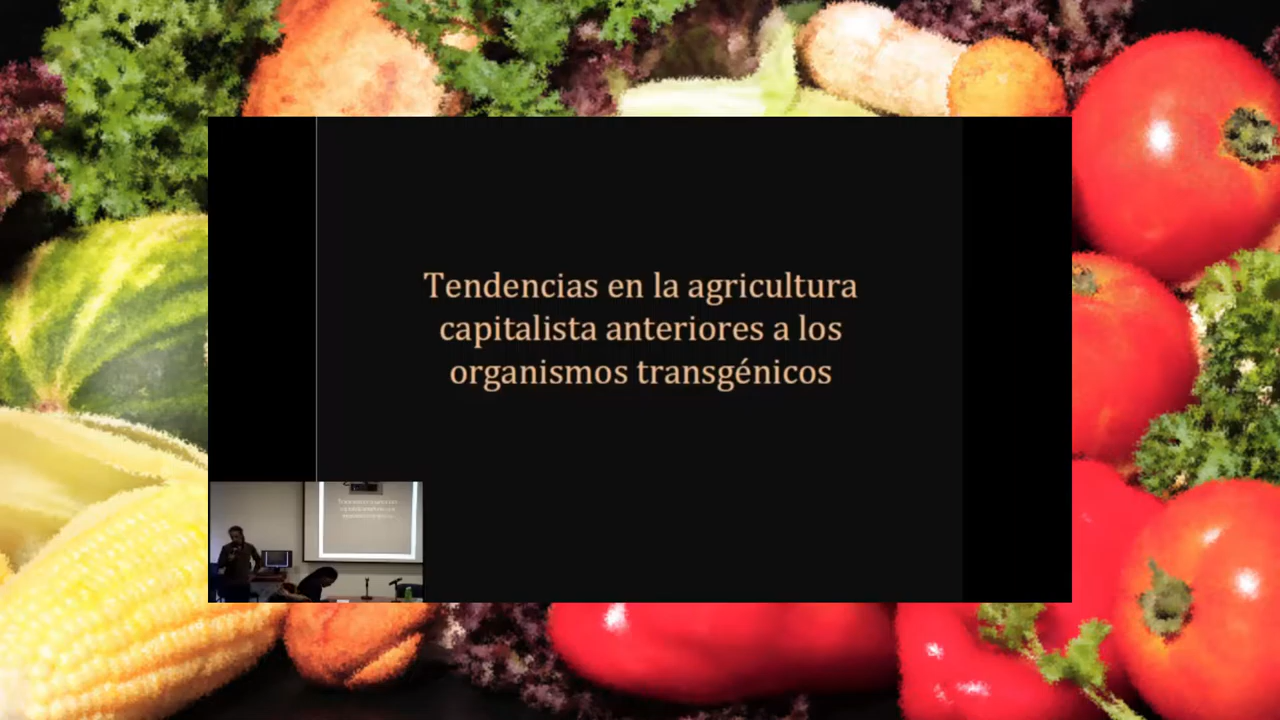 Tendencias en la agricultura
capitalista anteriores a los
organismos transgénicos